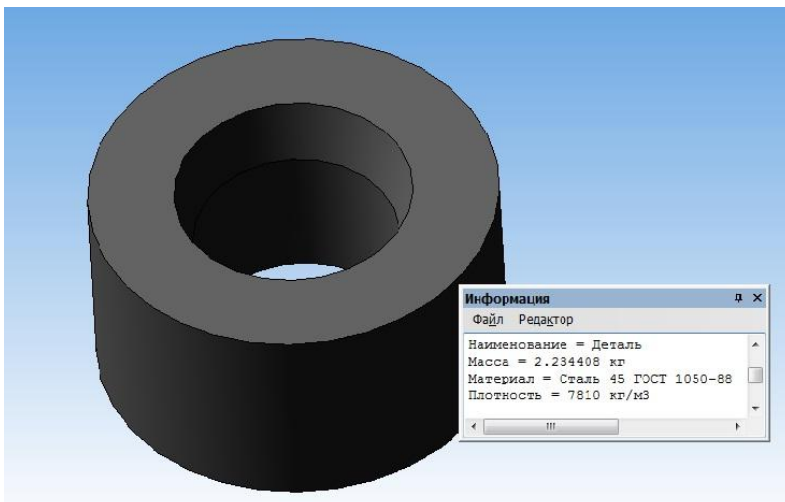 Информация
Файл Редактор
Наименование = Деталь
Масса = 2.234408 кг
Материал = Сталь 45 ГОСТ 1050-88
Плотность = 7810 кг/м3